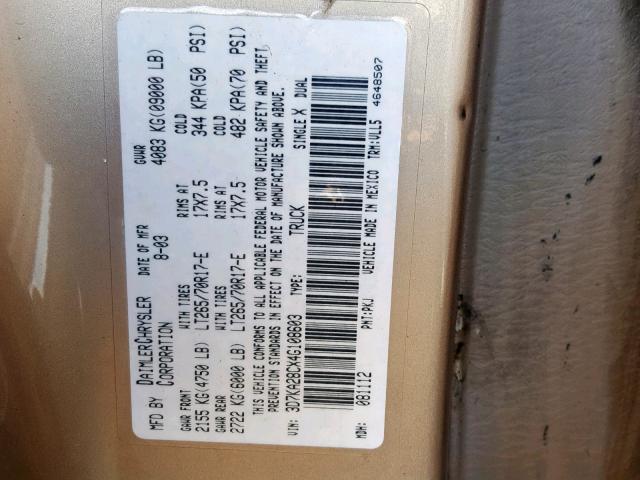 MFD BY DAIMLERCHRYSLER CORPORATION DATE OF MFR 8-03 GVWR 4083 KG(09000 LB)
GAWR FRONT WITH TIRES RIMS AT COLD
2155 KG(4750 LB) LT265/70R17-E 17X7.5 344 KPA(50 PSI)
GAWR REAR WITH TIRES RIMS AT COLD
2722 KG(6000 LB) LT265/70R17-E 17X7.5 482 KPA(70 PSI)
THIS VEHICLE CONFORMS TO ALL APPLICABLE FEDERAL MOTOR VEHICLE SAFETY AND THEFT
PREVENTION STANDARDS IN EFFECT ON THE DATE OF MANUFACTURE SHOWN ABOVE.
VIN: 3D7KA28CX4G108603 TYPE: TRUCK SINGLE X DUAL
MDH: 081112 PNT:PKJ VEHICLE MADE IN MEXICO TRM:VLL5 4648507